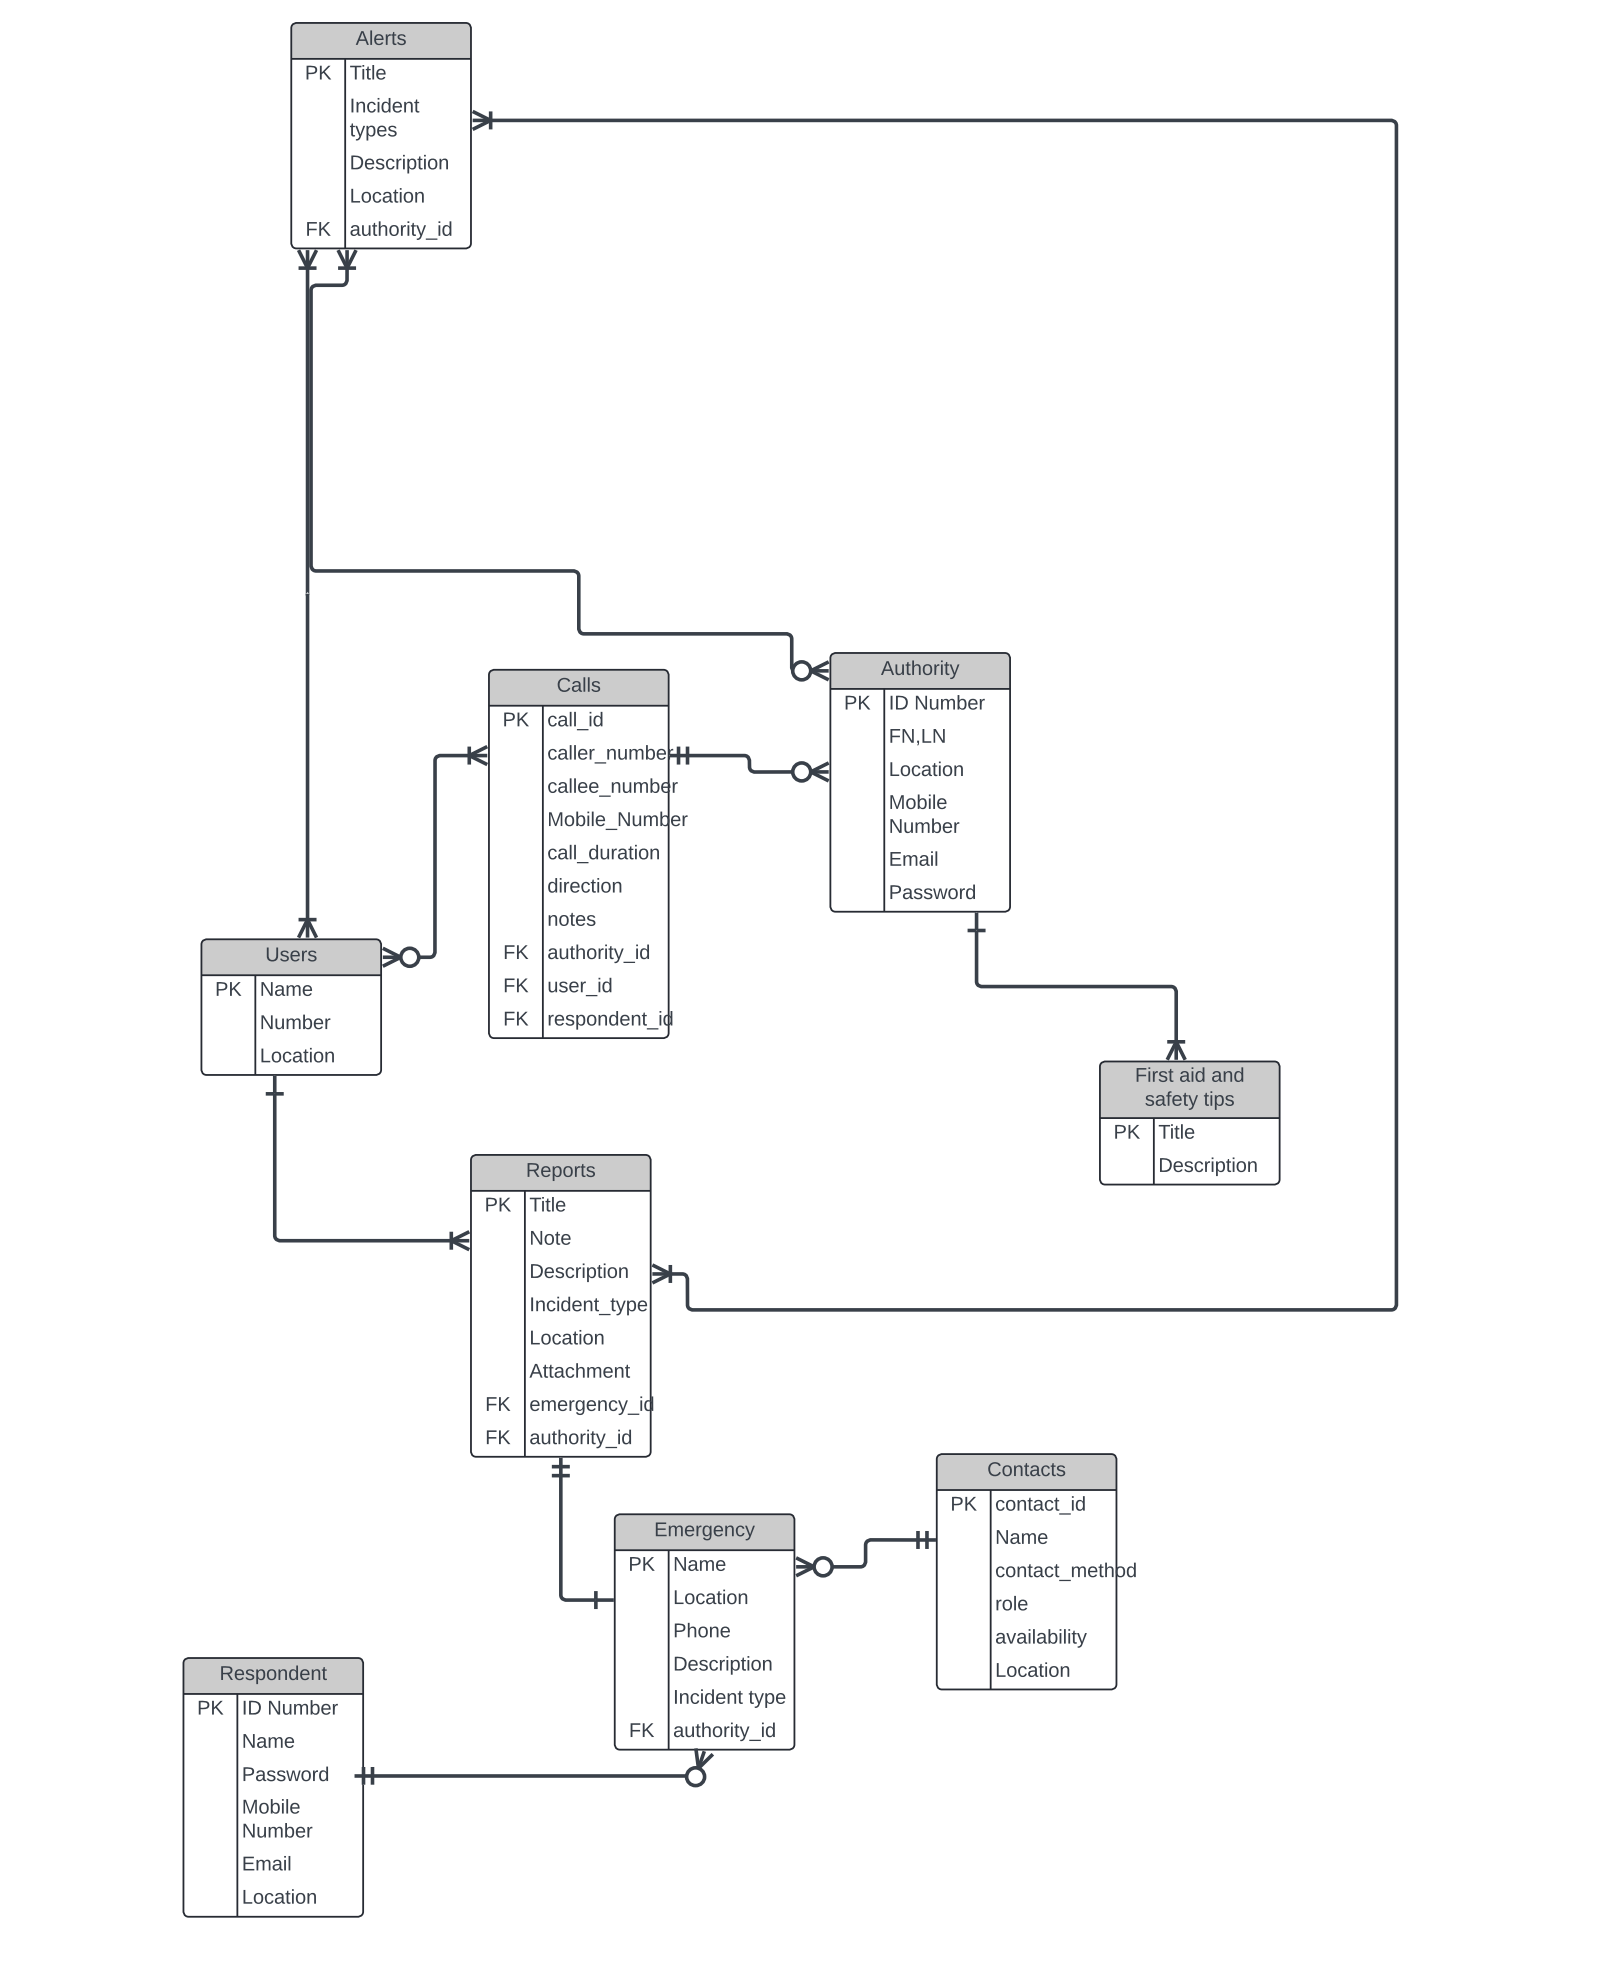 Alerts
PK Title
Incident
types
Description
Location
FK authority_id
Calls
PK call_id
caller_number
callee_number
Mobile_Number
call_duration
direction
notes
FK authority_id
FK user_id
FK respondent_id
Authority
PK ID Number
FN,LN
Location
Mobile
Number
Email
Password
Users
PK Name
Number
Location
First aid and
safety tips
PK Title
Description
Reports
PK Title
Note
Description
Incident_type
Location
Attachment
FK emergency_id
FK authority_id
Contacts
PK contact_id
Name
contact_method
role
availability
Location
Emergency
PK Name
Location
Phone
Description
Incident type
FK authority_id
Respondent
PK ID Number
Name
Password
Mobile
Number
Email
Location